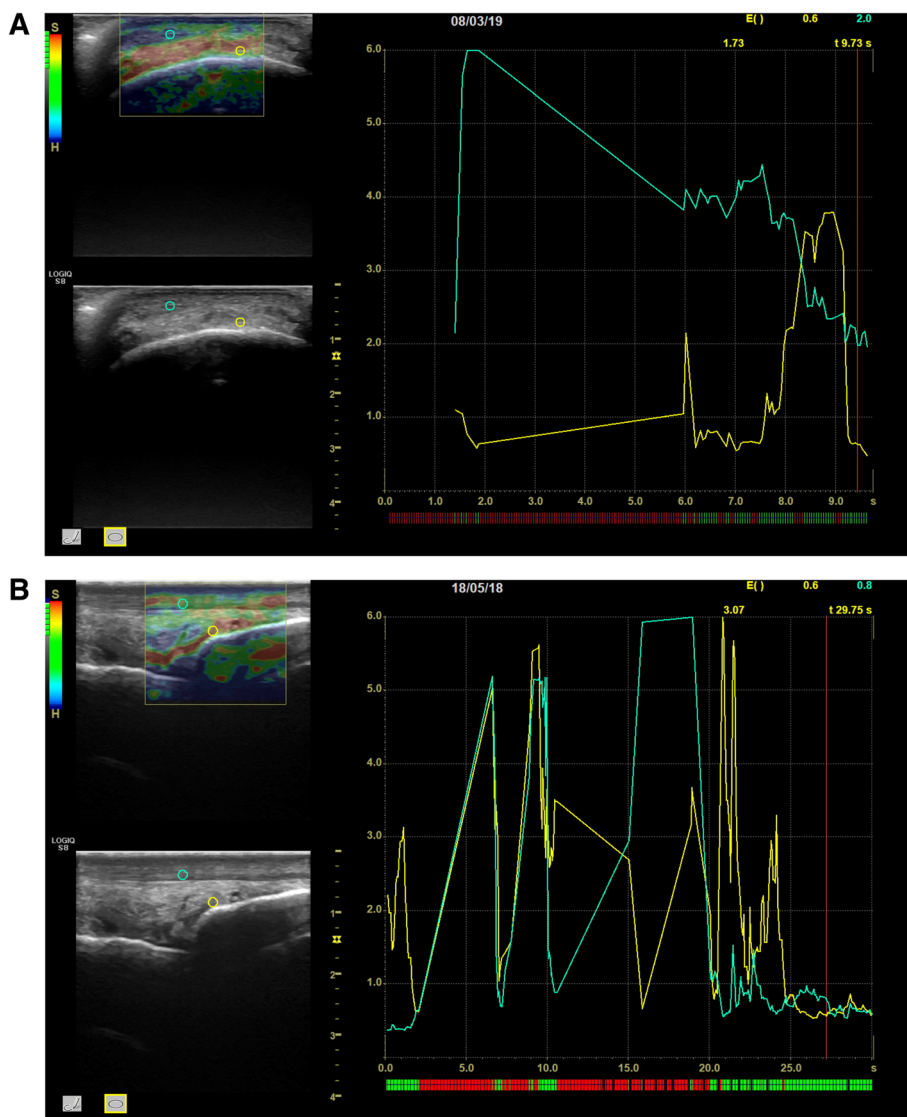 A
08/03/19
E( ) 0.6 2.0
1.73 t 9.73 s
S
H
6.0
5.0
4.0
3.0
2.0
1.0
0.0 1.0 2.0 3.0 4.0 5.0 6.0 7.0 8.0 9.0 s
LOGIQ
S8
1
2
3
4
B
18/05/18
E( ) 0.6 0.8
3.07 t 29.75 s
S
H
6.0
5.0
4.0
3.0
2.0
1.0
0.0 5.0 10.0 15.0 20.0 25.0 s
LOGIQ
S8
1
2
3
4